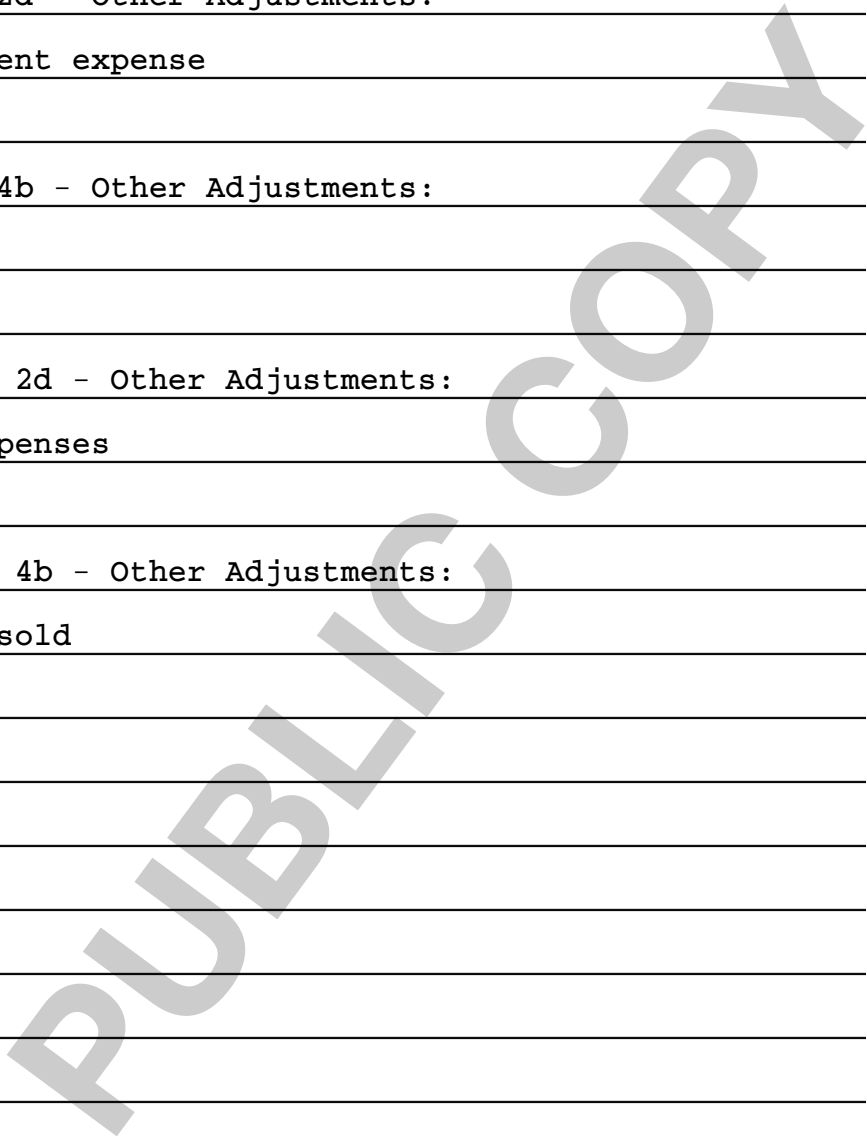 2d - Other Adjustments:
ent expense
4b - Other Adjustments:
2d - Other Adjustments:
penses
4b - Other Adjustments:
sold
PUBLIC COPY